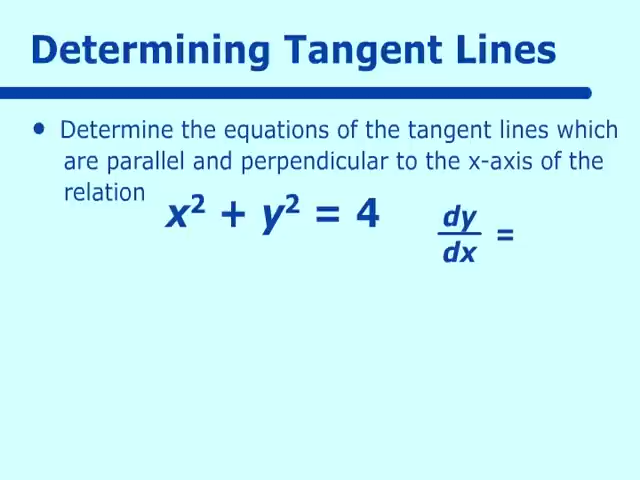 Determining Tangent Lines
• Determine the equations of the tangent lines which
are parallel and perpendicular to the x-axis of the
relation
x² + y² = 4
dy
dx
=